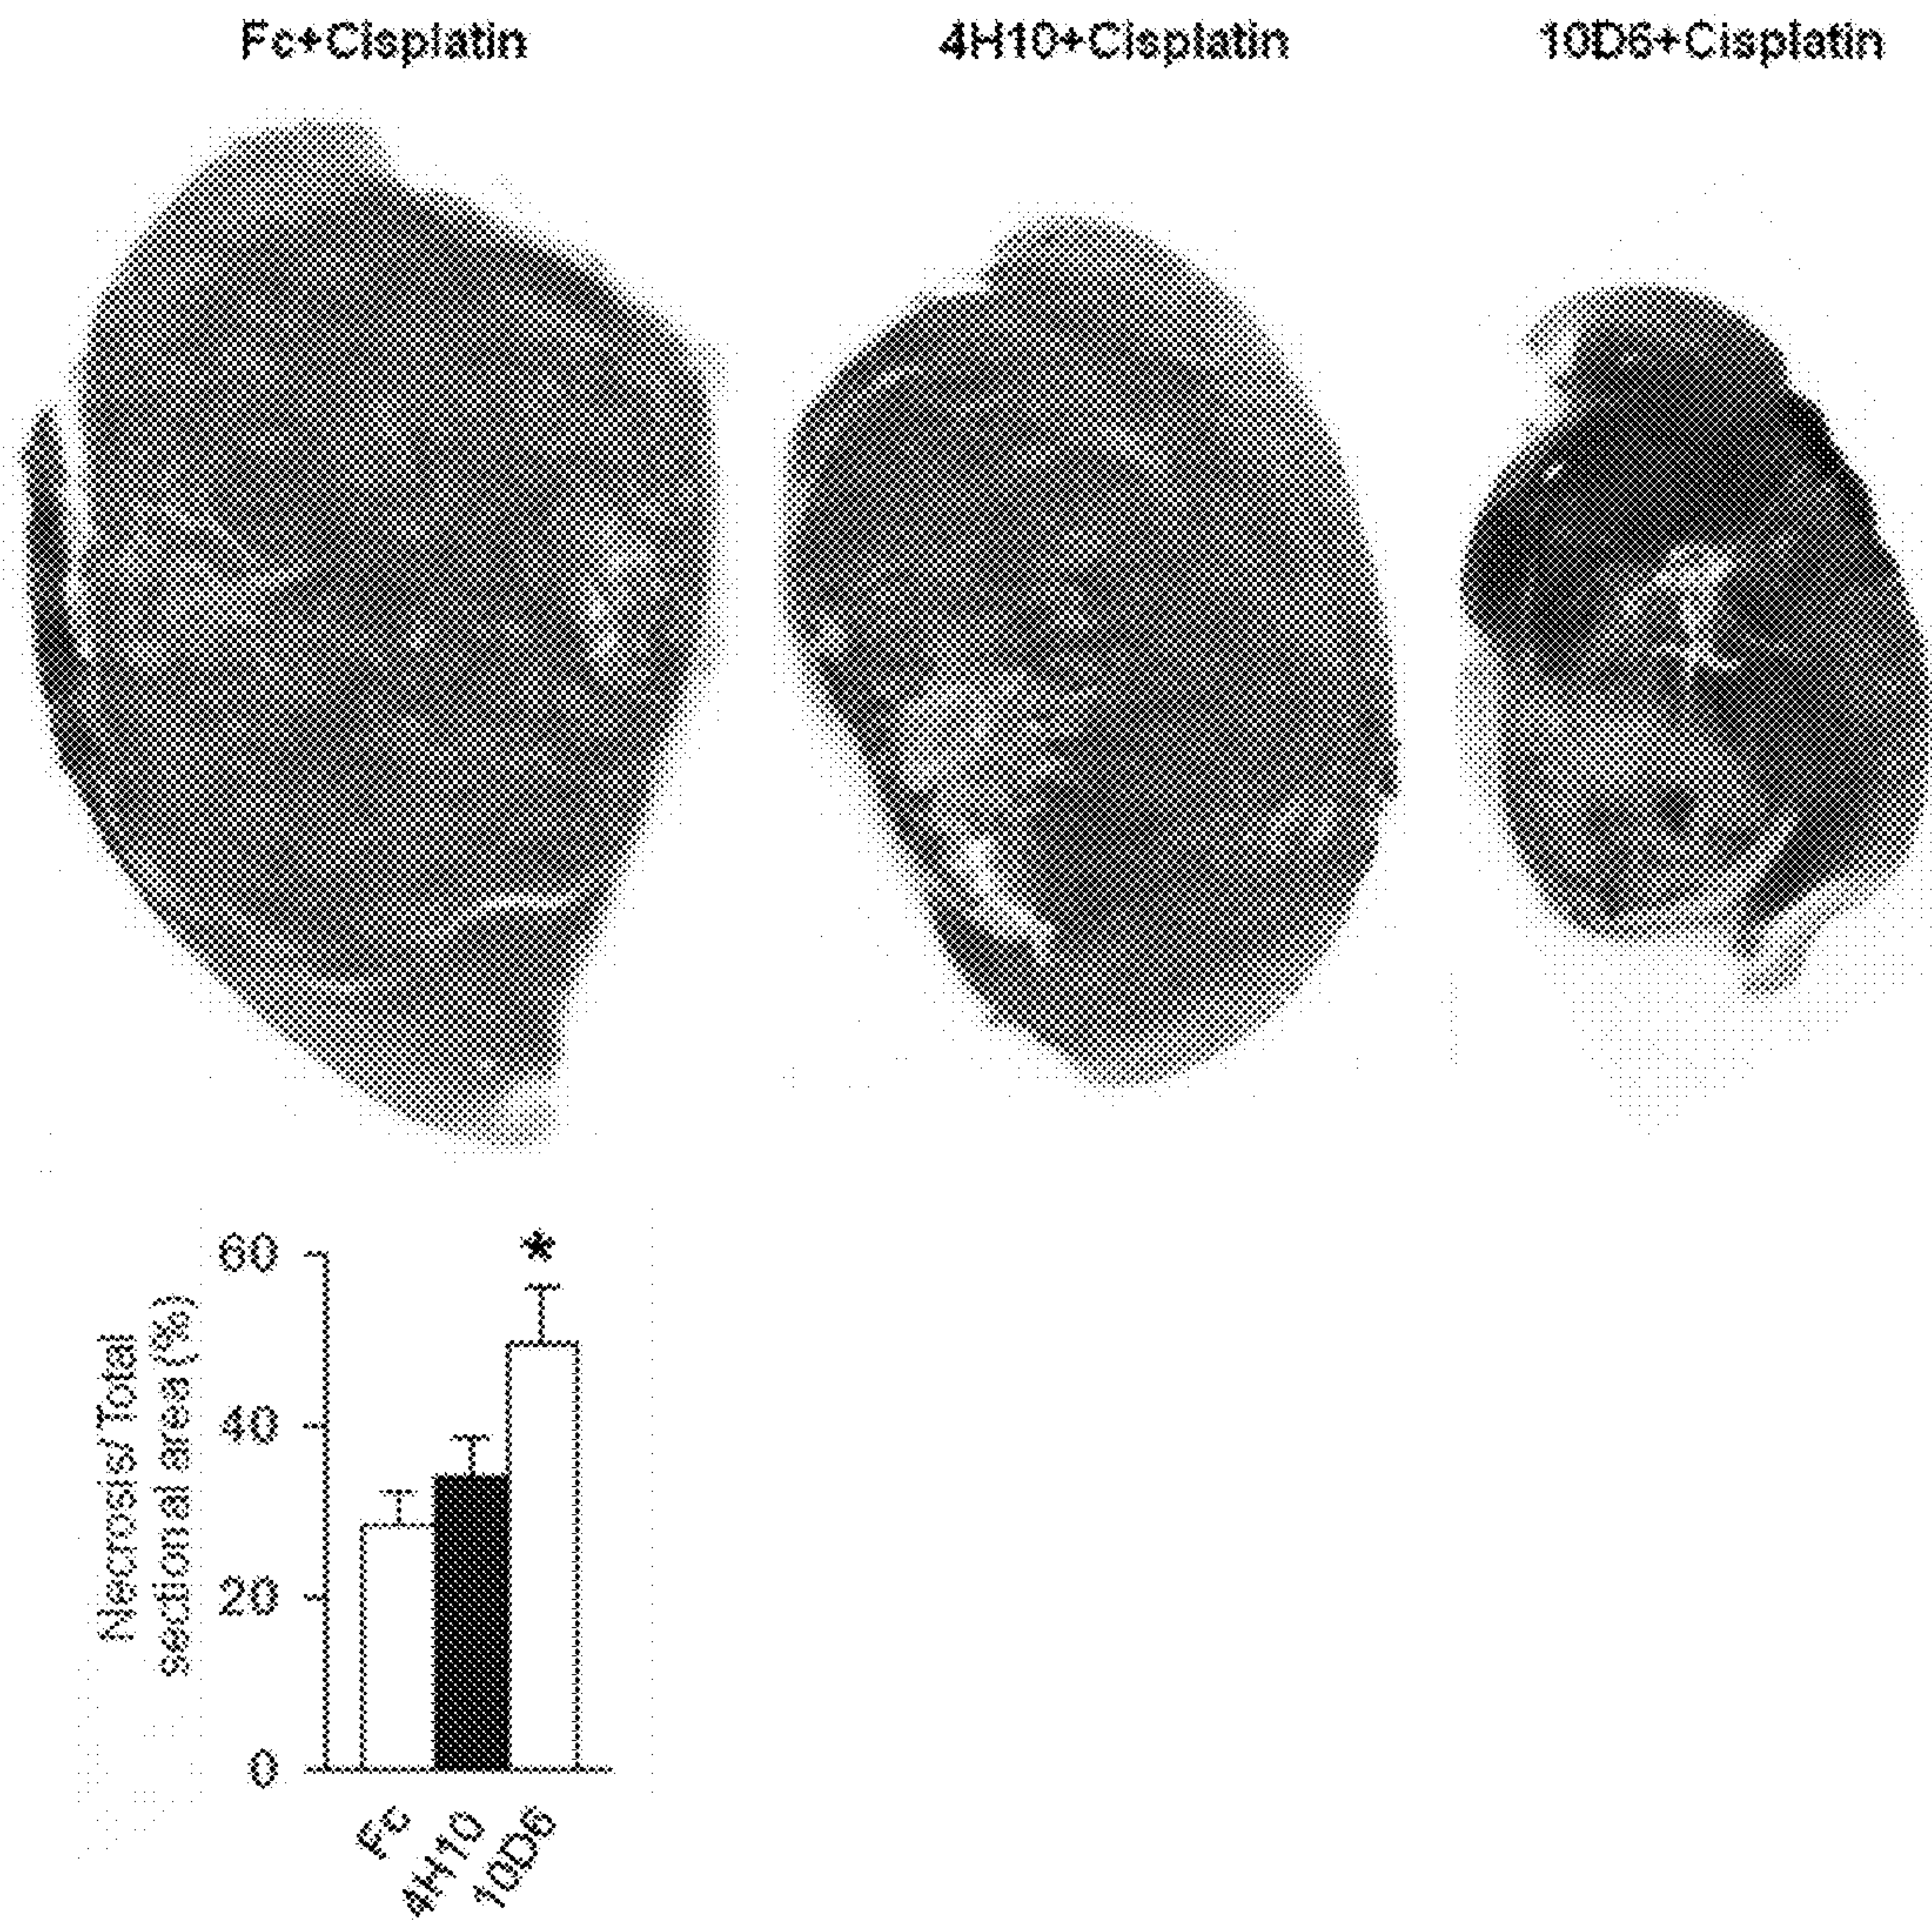 Fc+Cisplatin
4H10+Cisplatin
10D6+Cisplatin
Necrosis/Total
sectional area (%)
60
*
40
20
0
Fc
4H10
10D6